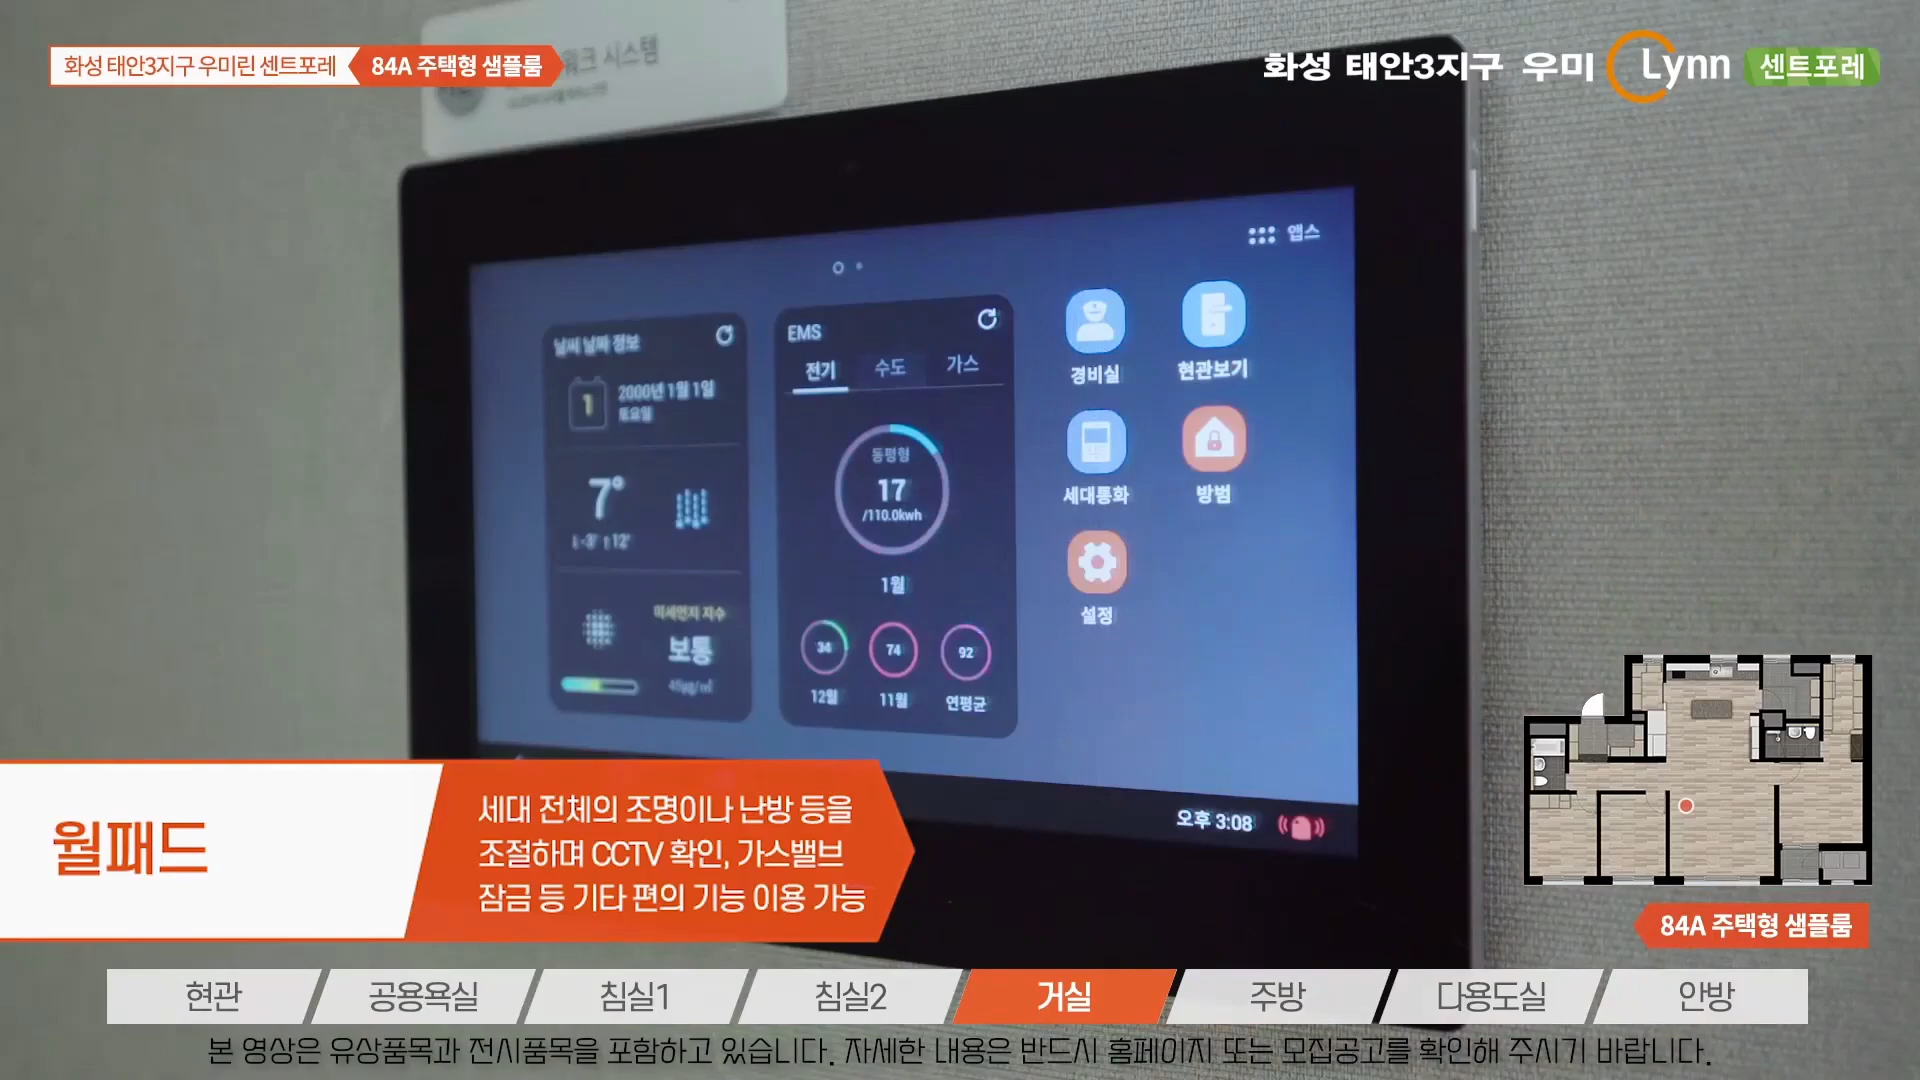 화성 태안3지구 우미린 센트포레
84A 주택형 샘플룸
시스템
화성 태안3지구 우미 Lynn 센트포레
앱스
날씨 날짜 정보
1
2000년 1월 1일
토요일
7°
-3° 12°
미세먼지 지수
보통
45㎍/㎥
EMS
전기 수도 가스
동평형
17
/110.0kwh
1월
34 74 92
12월 11월 연평균
경비실 현관보기
세대통화 방범
설정
오후 3:08
월패드
세대 전체의 조명이나 난방 등을
조절하며 CCTV 확인, 가스밸브
잠금 등 기타 편의 기능 이용 가능
84A 주택형 샘플룸
현관 공용욕실 침실1 침실2 거실 주방 다용도실 안방
본 영상은 유상품목과 전시품목을 포함하고 있습니다. 자세한 내용은 반드시 홈페이지 또는 모집공고를 확인해 주시기 바랍니다.